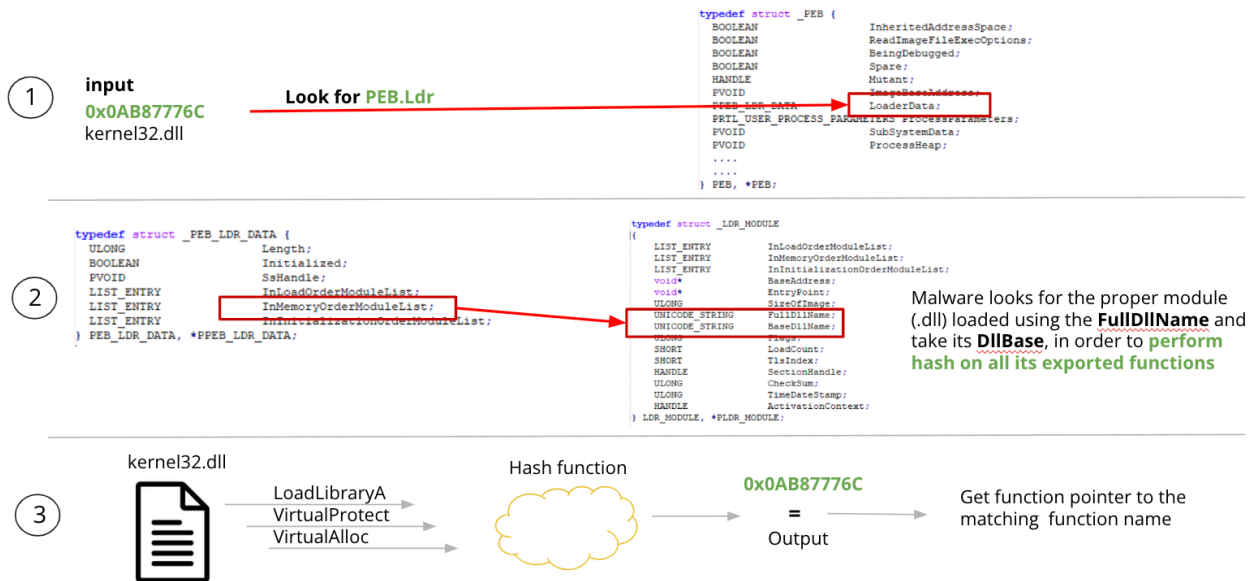 1
input
0x0AB87776C
kernel32.dll
Look for PEB.Ldr
typedef struct _PEB {
BOOLEAN InheritedAddressSpace;
BOOLEAN ReadImageFileExecOptions;
BOOLEAN BeingDebugged;
BOOLEAN Spare;
HANDLE Mutant;
PVOID ImageBaseAddress;
PPEB_LDR_DATA LoaderData;
PRTL_USER_PROCESS_PARAMETERS ProcessParameters;
PVOID SubSystemData;
PVOID ProcessHeap;
....
....
} PEB, *PEB;
2
typedef struct _PEB_LDR_DATA {
ULONG Length;
BOOLEAN Initialized;
PVOID SsHandle;
LIST_ENTRY InLoadOrderModuleList;
LIST_ENTRY InMemoryOrderModuleList;
LIST_ENTRY InInitializationOrderModuleList;
} PEB_LDR_DATA, *PPEB_LDR_DATA;
typedef struct _LDR_MODULE
{
LIST_ENTRY InLoadOrderModuleList;
LIST_ENTRY InMemoryOrderModuleList;
LIST_ENTRY InInitializationOrderModuleList;
void* BaseAddress;
void* EntryPoint;
ULONG SizeOfImage;
UNICODE_STRING FullDllName;
UNICODE_STRING BaseDllName;
ULONG Flags;
SHORT LoadCount;
SHORT TlsIndex;
HANDLE SectionHandle;
ULONG CheckSum;
ULONG TimeDateStamp;
HANDLE ActivationContext;
} LDR_MODULE, *PLDR_MODULE;
Malware looks for the proper module
(.dll) loaded using the FullDllName and
take its DllBase, in order to perform
hash on all its exported functions
3
kernel32.dll
LoadLibraryA
VirtualProtect
VirtualAlloc
Hash function
0x0AB87776C
=
Output
Get function pointer to the
matching function name